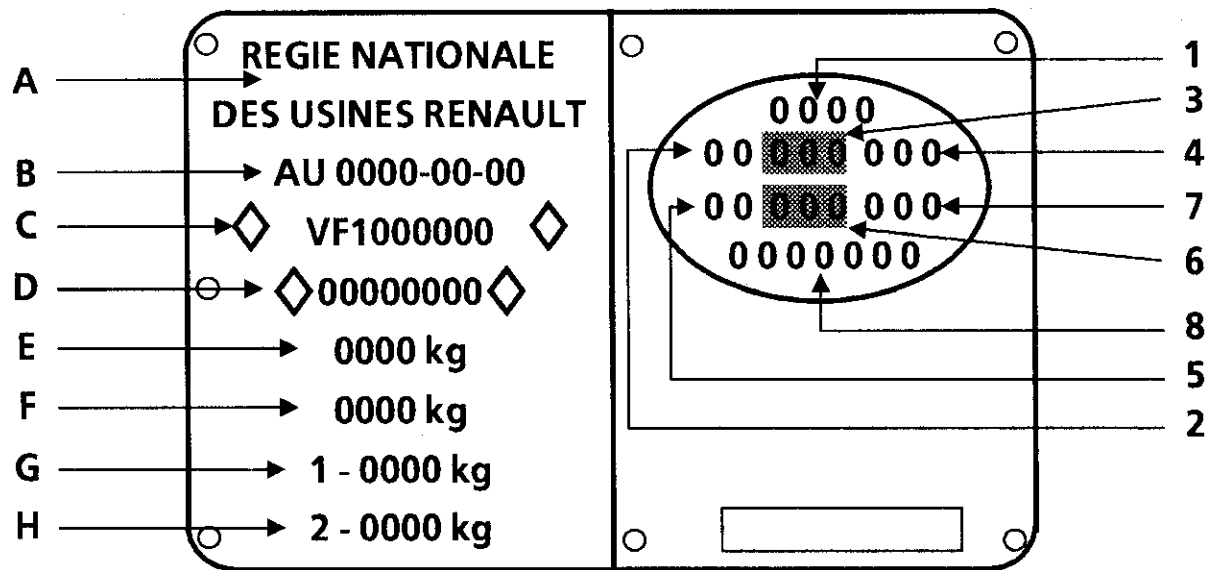 A
REGIE NATIONALE
DES USINES RENAULT
B
AU 0000-00-00
C
VF1000000
D
00000000
E
0000 kg
F
0000 kg
G
1 - 0000 kg
H
2 - 0000 kg
0000
00 000 000
00 000 000
0000000
1
3
4
7
6
8
5
2